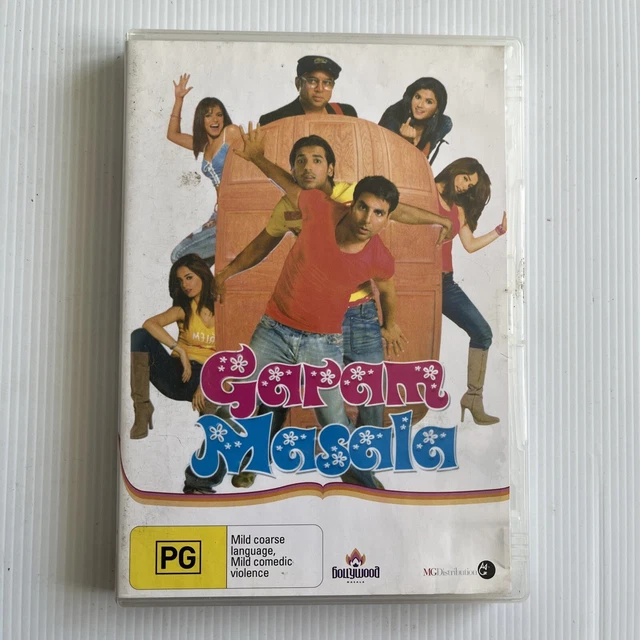 Garam
Masala
PG
Mild coarse
language,
Mild comedic
violence
bollywood
MGDistribution